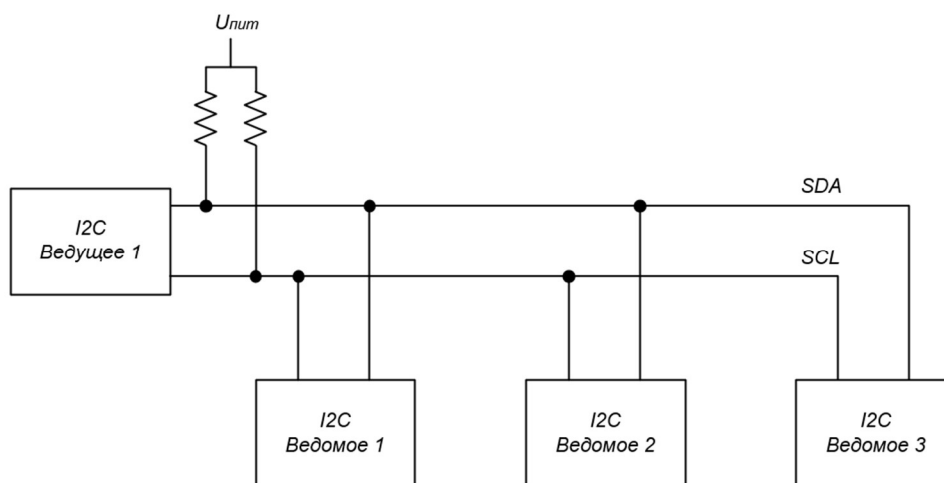 Uпит
SDA
I2C
Ведущее 1
SCL
I2C
Ведомое 1
I2C
Ведомое 2
I2C
Ведомое 3